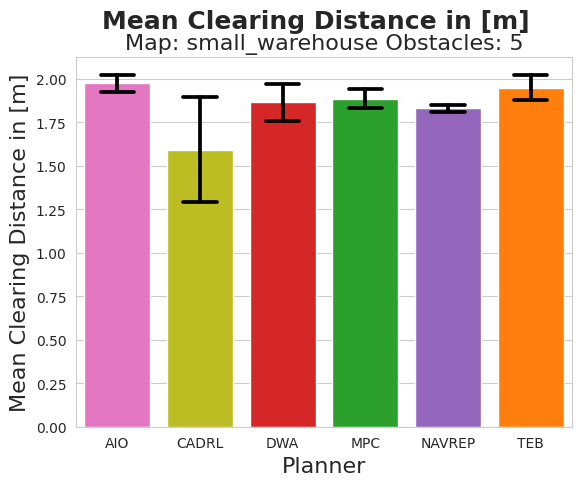 Mean Clearing Distance in [m]
Map: small_warehouse Obstacles: 5
Mean Clearing Distance in [m]
2.00
1.75
1.50
1.25
1.00
0.75
0.50
0.25
0.00
AIO CADRL DWA MPC NAVREP TEB
Planner